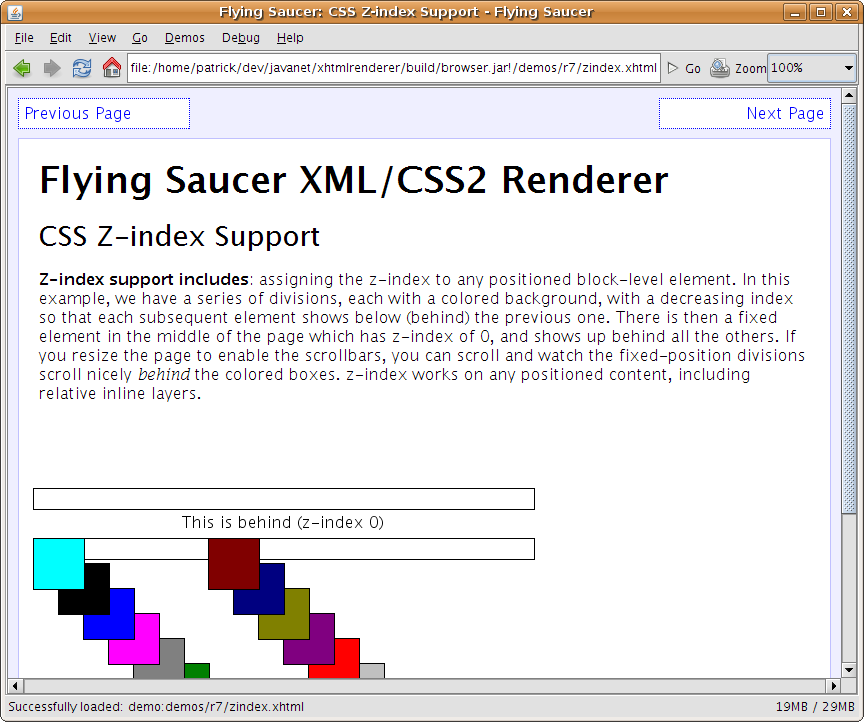 Flying Saucer: CSS Z-index Support - Flying Saucer
File Edit View Go Demos Debug Help
file:/home/patrick/dev/javanet/xhtmlrenderer/build/browser.jar!/demos/r7/zindex.xhtml Go Zoom 100%
Previous Page Next Page
Flying Saucer XML/CSS2 Renderer
CSS Z-index Support
Z-index support includes: assigning the z-index to any positioned block-level element. In this
example, we have a series of divisions, each with a colored background, with a decreasing index
so that each subsequent element shows below (behind) the previous one. There is then a fixed
element in the middle of the page which has z-index of 0, and shows up behind all the others. If
you resize the page to enable the scrollbars, you can scroll and watch the fixed-position divisions
scroll nicely behind the colored boxes. z-index works on any positioned content, including
relative inline layers.
This is behind (z-index 0)
Successfully loaded: demo:demos/r7/zindex.xhtml 19MB / 29MB